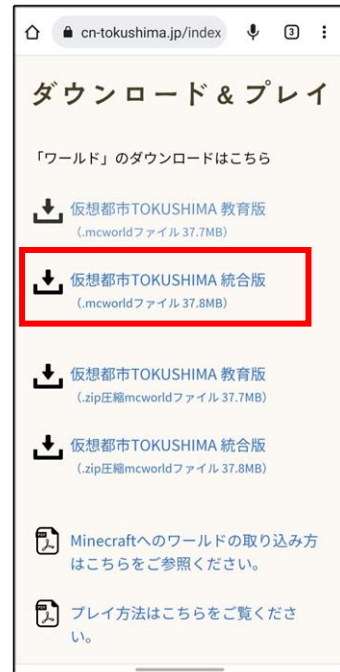 cn-tokushima.jp/index
3
ダウンロード&プレイ
「ワールド」のダウンロードはこちら
仮想都市TOKUSHIMA 教育版
(.mcworldファイル 37.7MB)
仮想都市TOKUSHIMA 統合版
(.mcworldファイル 37.8MB)
仮想都市TOKUSHIMA 教育版
(.zip圧縮mcworldファイル 37.7MB)
仮想都市TOKUSHIMA 統合版
(.zip圧縮mcworldファイル 37.8MB)
Minecraftへのワールドの取り込み方
はこちらをご参照ください。
プレイ方法はこちらをご覧くださ
い。